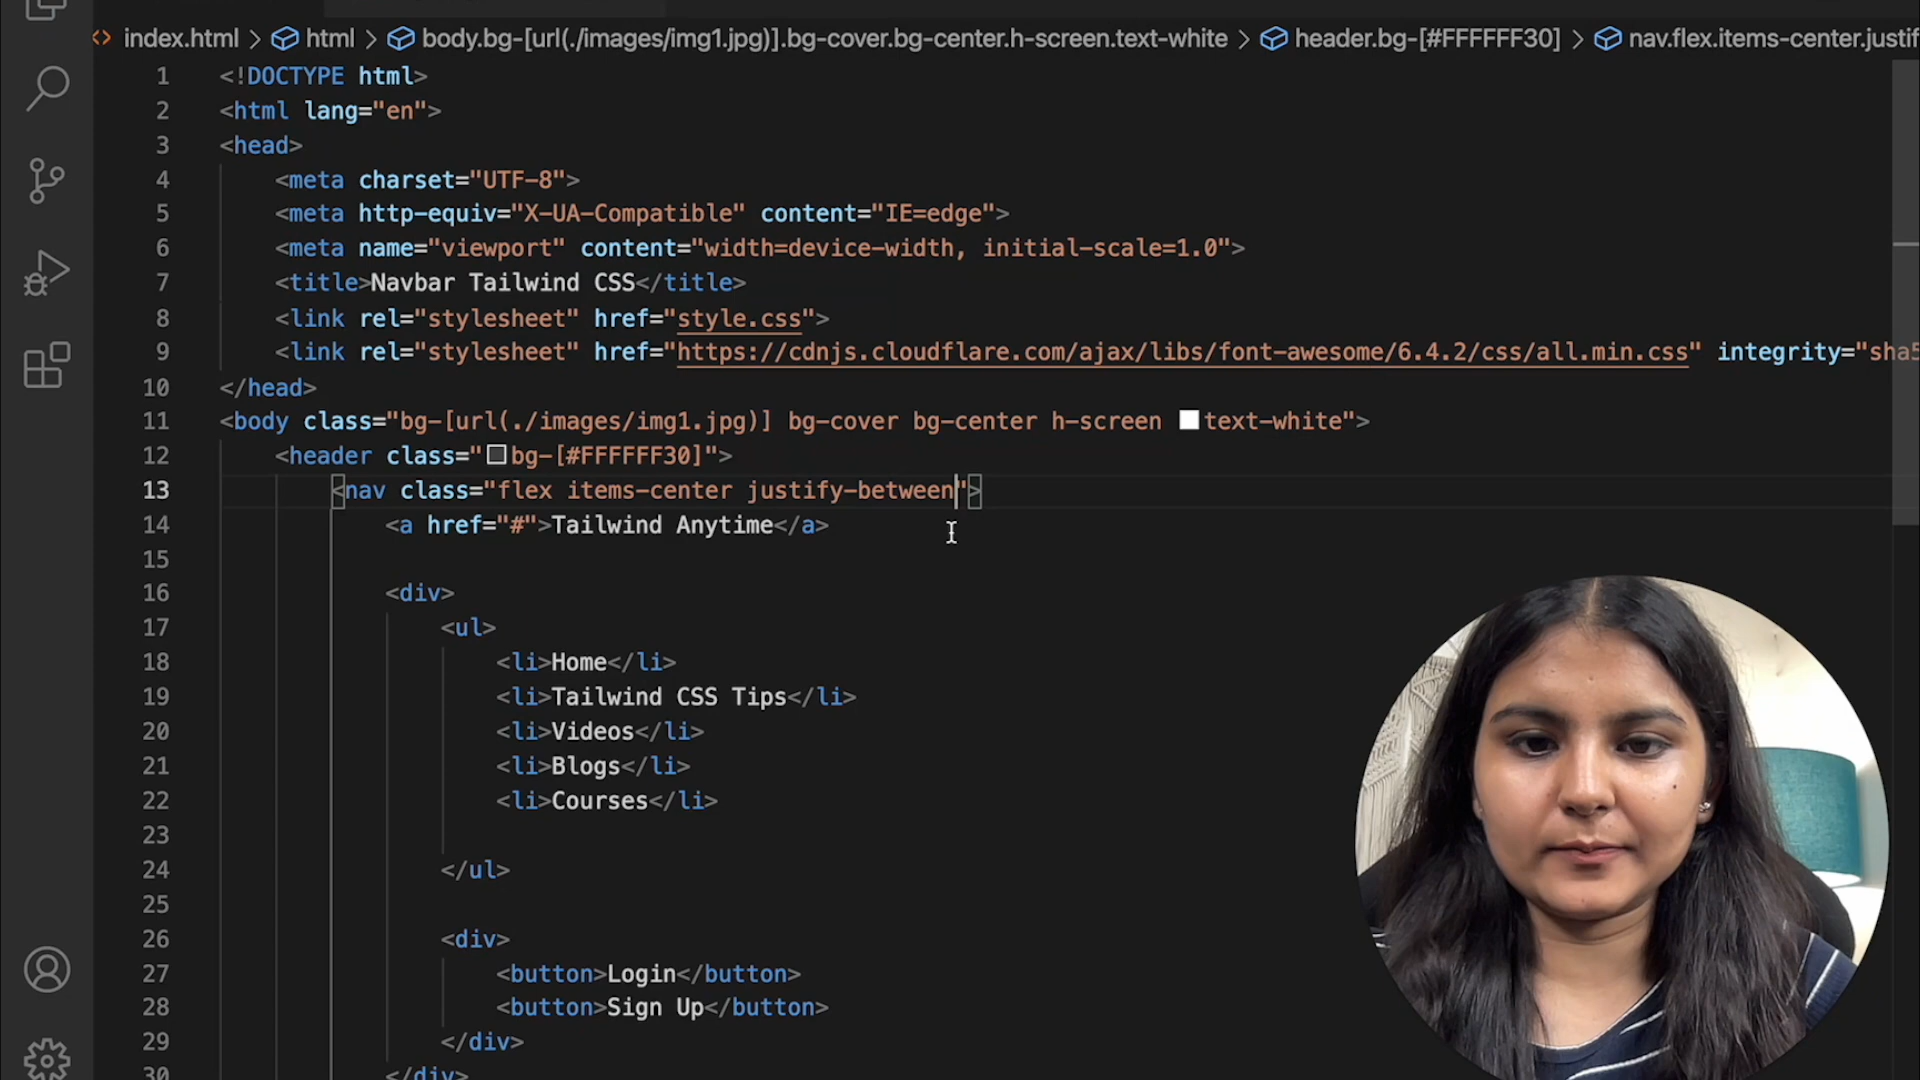 index.html > html > body.bg-[url(./images/img1.jpg)].bg-cover.bg-center.h-screen.text-white > header.bg-[#FFFFFF30] > nav.flex.items-center.justif
1 <!DOCTYPE html>
2 <html lang="en">
3 <head>
4 <meta charset="UTF-8">
5 <meta http-equiv="X-UA-Compatible" content="IE=edge">
6 <meta name="viewport" content="width=device-width, initial-scale=1.0">
7 <title>Navbar Tailwind CSS</title>
8 <link rel="stylesheet" href="style.css">
9 <link rel="stylesheet" href="https://cdnjs.cloudflare.com/ajax/libs/font-awesome/6.4.2/css/all.min.css" integrity="sha5
10 </head>
11 <body class="bg-[url(./images/img1.jpg)] bg-cover bg-center h-screen text-white">
12 <header class="bg-[#FFFFFF30]">
13 <nav class="flex items-center justify-between">
14 <a href="#">Tailwind Anytime</a>
15
16 <div>
17 <ul>
18 <li>Home</li>
19 <li>Tailwind CSS Tips</li>
20 <li>Videos</li>
21 <li>Blogs</li>
22 <li>Courses</li>
23
24 </ul>
25
26 <div>
27 <button>Login</button>
28 <button>Sign Up</button>
29 </div>
30 </div>